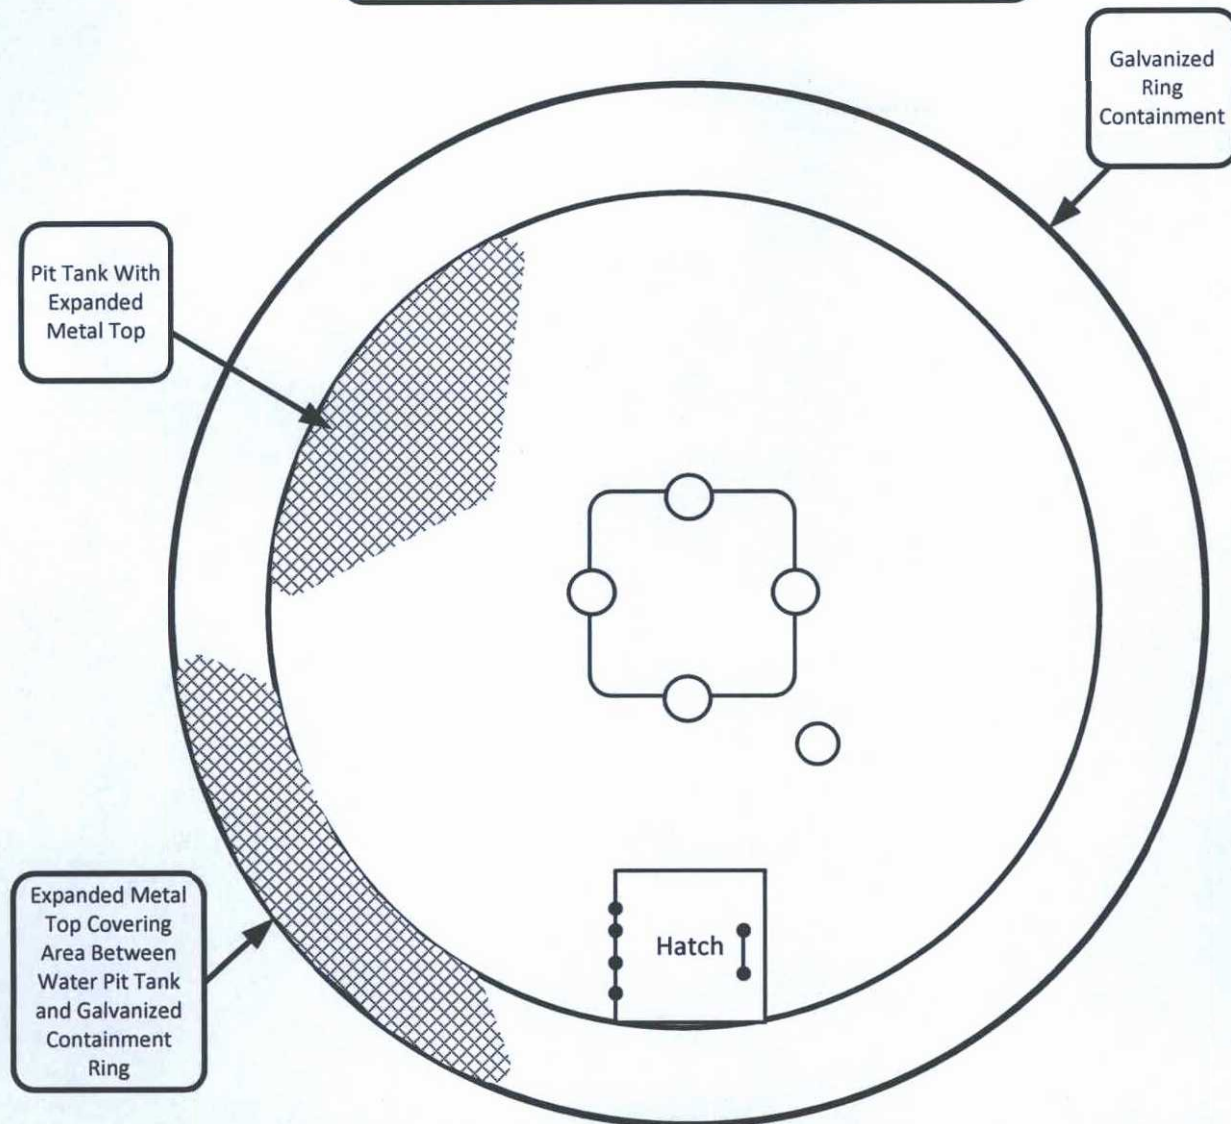 Galvanized
Ring
Containment
Pit Tank With
Expanded
Metal Top
Expanded Metal
Top Covering
Area Between
Water Pit Tank
and Galvanized
Containment
Ring
Hatch